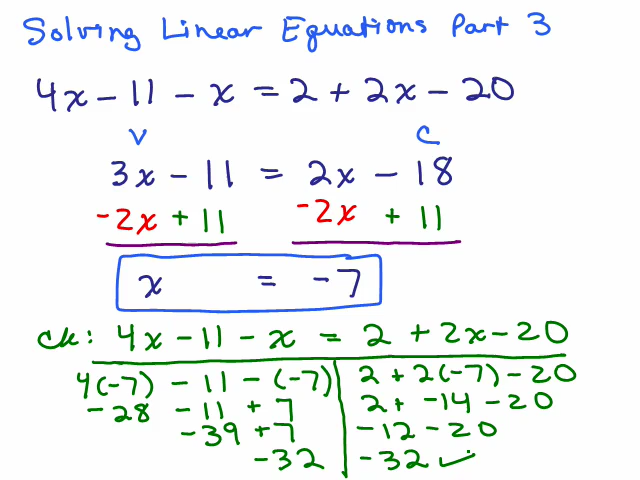 Solving Linear Equations Part 3
4x - 11 - x = 2 + 2x - 20
V C
3x - 11 = 2x - 18
-2x + 11 -2x + 11
x = -7
ck: 4x - 11 - x = 2 + 2x - 20
4(-7) - 11 - (-7) 2 + 2(-7) - 20
-28 - 11 + 7 2 + -14 - 20
-39 + 7 -12 - 20
-32 -32 ✓